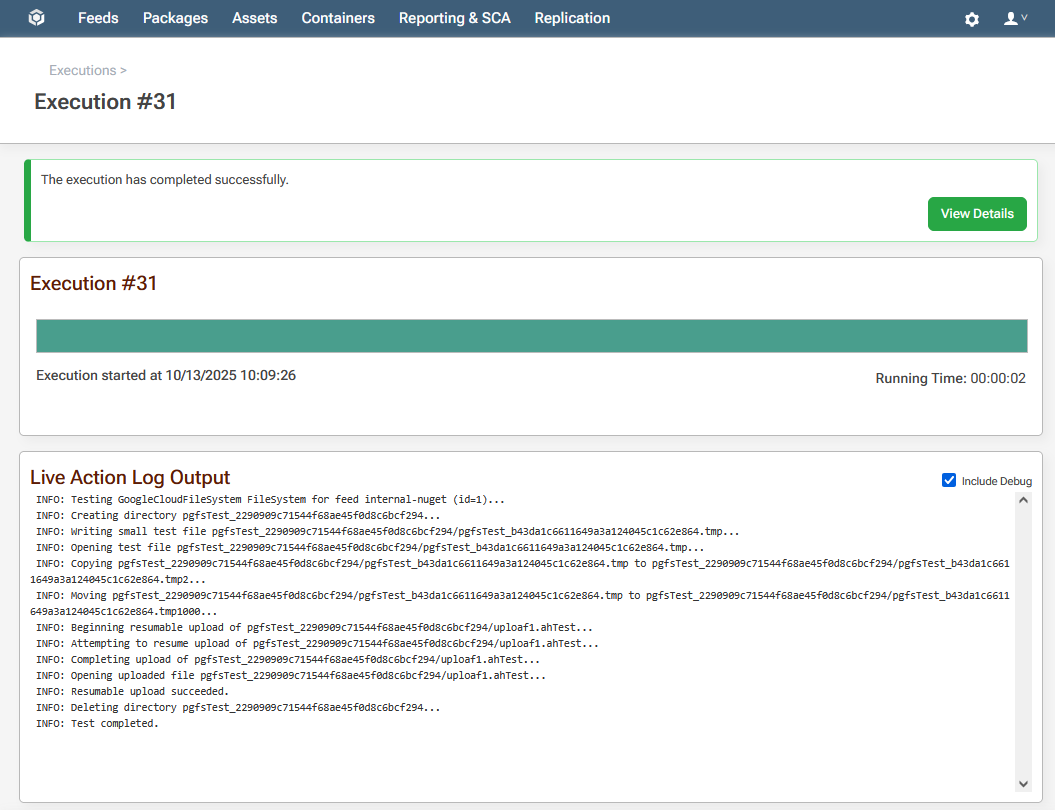 Feeds Packages Assets Containers Reporting & SCA Replication
Executions >
Execution #31
The execution has completed successfully.
View Details
Execution #31
Execution started at 10/13/2025 10:09:26
Running Time: 00:00:02
Live Action Log Output
Include Debug
INFO: Testing GoogleCloudFileSystem FileSystem for feed internal-nuget (id=1)...
INFO: Creating directory pgfsTest_2290909c71544f68ae45f0d8c6bcf294...
INFO: Writing small test file pgfsTest_2290909c71544f68ae45f0d8c6bcf294/pgfsTest_b43da1c6611649a3a124045c1c62e864.tmp...
INFO: Opening test file pgfsTest_2290909c71544f68ae45f0d8c6bcf294/pgfsTest_b43da1c6611649a3a124045c1c62e864.tmp...
INFO: Copying pgfsTest_2290909c71544f68ae45f0d8c6bcf294/pgfsTest_b43da1c6611649a3a124045c1c62e864.tmp to pgfsTest_2290909c71544f68ae45f0d8c6bcf294/pgfsTest_b43da1c661
1649a3a124045c1c62e864.tmp2...
INFO: Moving pgfsTest_2290909c71544f68ae45f0d8c6bcf294/pgfsTest_b43da1c6611649a3a124045c1c62e864.tmp to pgfsTest_2290909c71544f68ae45f0d8c6bcf294/pgfsTest_b43da1c6611
649a3a124045c1c62e864.tmp1000...
INFO: Beginning resumable upload of pgfsTest_2290909c71544f68ae45f0d8c6bcf294/uploaf1.ahTest...
INFO: Attempting to resume upload of pgfsTest_2290909c71544f68ae45f0d8c6bcf294/uploaf1.ahTest...
INFO: Completing upload of pgfsTest_2290909c71544f68ae45f0d8c6bcf294/uploaf1.ahTest...
INFO: Opening uploaded file pgfsTest_2290909c71544f68ae45f0d8c6bcf294/uploaf1.ahTest...
INFO: Resumable upload succeeded.
INFO: Deleting directory pgfsTest_2290909c71544f68ae45f0d8c6bcf294...
INFO: Test completed.